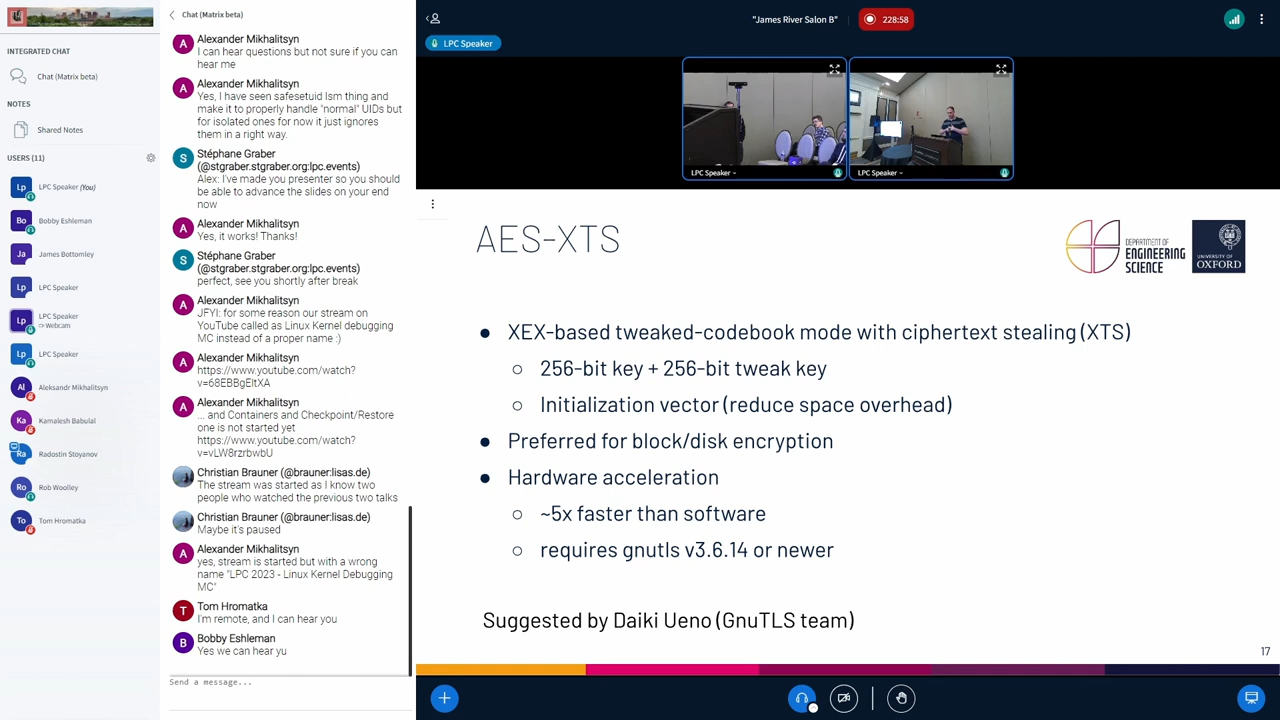 INTEGRATED CHAT
Chat (Matrix beta)
NOTES
Shared Notes
USERS (11)
Lp LPC Speaker (You)
Bo Bobby Eshleman
Ja James Bottomley
Lp LPC Speaker
Lp LPC Speaker
Webcam
Lp LPC Speaker
Al Aleksandr Mikhalitsyn
Ka Kamalesh Babulal
Ra Radostin Stoyanov
Ro Rob Woolley
To Tom Hromatka
Chat (Matrix beta)
A Alexander Mikhalitsyn
I can hear questions but not sure if you can
hear me
A Alexander Mikhalitsyn
Yes, I have seen safesetuid lsm thing and
make it to properly handle "normal" UIDs but
for isolated ones for now it just ignores
them in a right way.
S Stéphane Graber
(@stgraber.stgraber.org:lpc.events)
Alex: I've made you presenter so you should
be able to advance the slides on your end
now
A Alexander Mikhalitsyn
Yes, it works! Thanks!
S Stéphane Graber
(@stgraber.stgraber.org:lpc.events)
perfect, see you shortly after break
A Alexander Mikhalitsyn
JFYI: for some reason our stream on
YouTube called as Linux Kernel debugging
MC instead of a proper name :)
A Alexander Mikhalitsyn
https://www.youtube.com/watch?
v=68EBBgEltXA
A Alexander Mikhalitsyn
... and Containers and Checkpoint/Restore
one is not started yet
https://www.youtube.com/watch?
v=vLW8rzrbwbU
Christian Brauner (@brauner:lisas.de)
The stream was started as I know two
people who watched the previous two talks
Christian Brauner (@brauner:lisas.de)
Maybe it's paused
A Alexander Mikhalitsyn
yes, stream is started but with a wrong
name "LPC 2023 - Linux Kernel Debugging
MC"
T Tom Hromatka
I'm remote, and I can hear you
B Bobby Eshleman
Yes we can hear yu
Send a message...
"James River Salon B"
228:58
LPC Speaker
LPC Speaker
LPC Speaker
AES-XTS
DEPARTMENT OF
ENGINEERING
SCIENCE
UNIVERSITY OF
OXFORD
● XEX-based tweaked-codebook mode with ciphertext stealing (XTS)
○ 256-bit key + 256-bit tweak key
○ Initialization vector (reduce space overhead)
● Preferred for block/disk encryption
● Hardware acceleration
○ ~5x faster than software
○ requires gnutls v3.6.14 or newer
Suggested by Daiki Ueno (GnuTLS team)
17